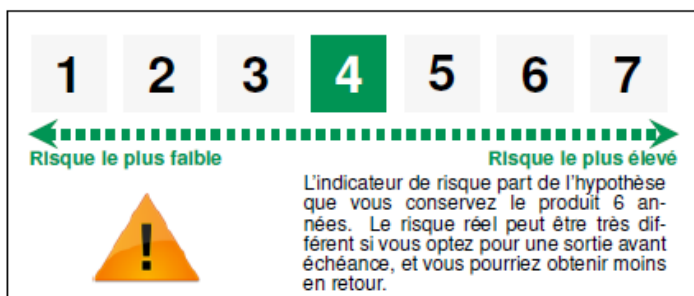 1 2 3 4 5 6 7
Risque le plus faible Risque le plus élevé
L'indicateur de risque part de l'hypothèse
que vous conservez le produit 6 an-
nées. Le risque réel peut être très dif-
férent si vous optez pour une sortie avant
échéance, et vous pourriez obtenir moins
en retour.
!